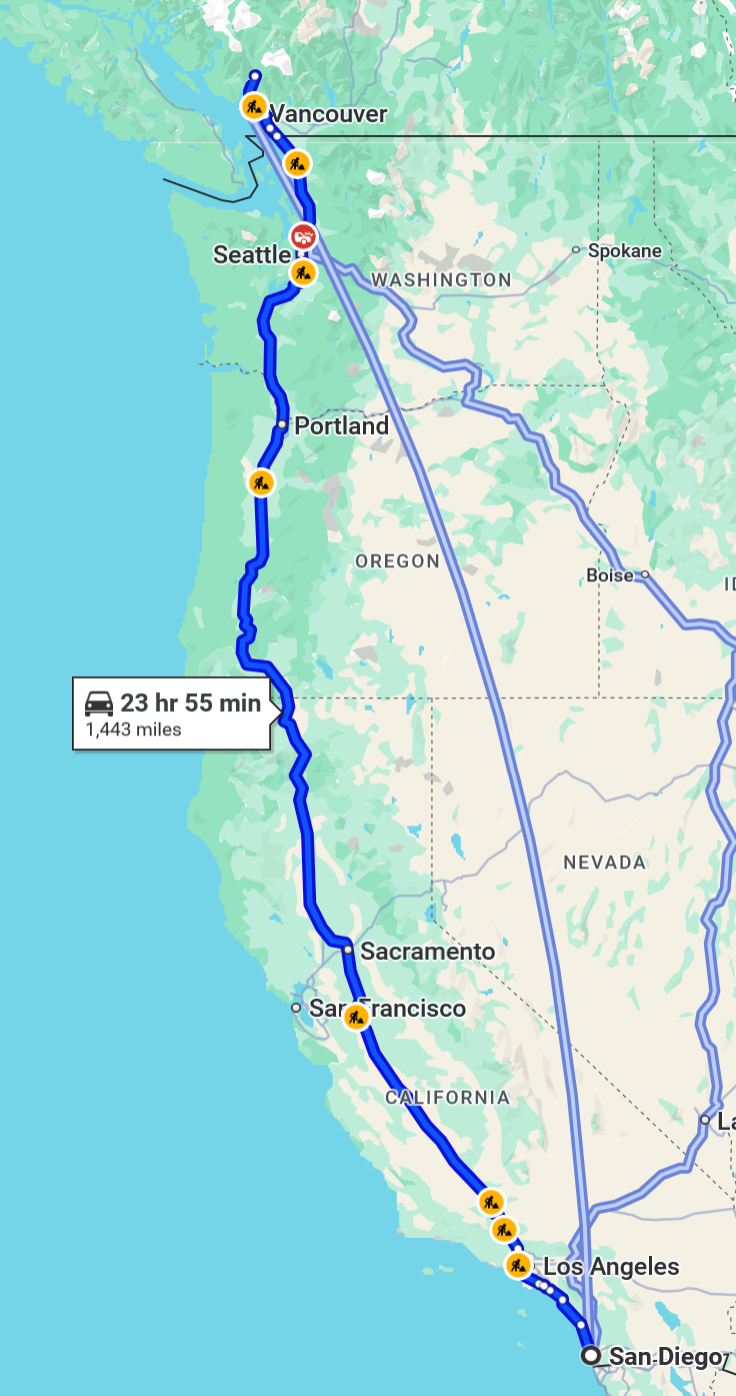 Vancouver
Seattle
Spokane
WASHINGTON
Portland
OREGON
Boise
ID
23 hr 55 min
1,443 miles
NEVADA
Sacramento
San Francisco
CALIFORNIA
La
Los Angeles
San Diego